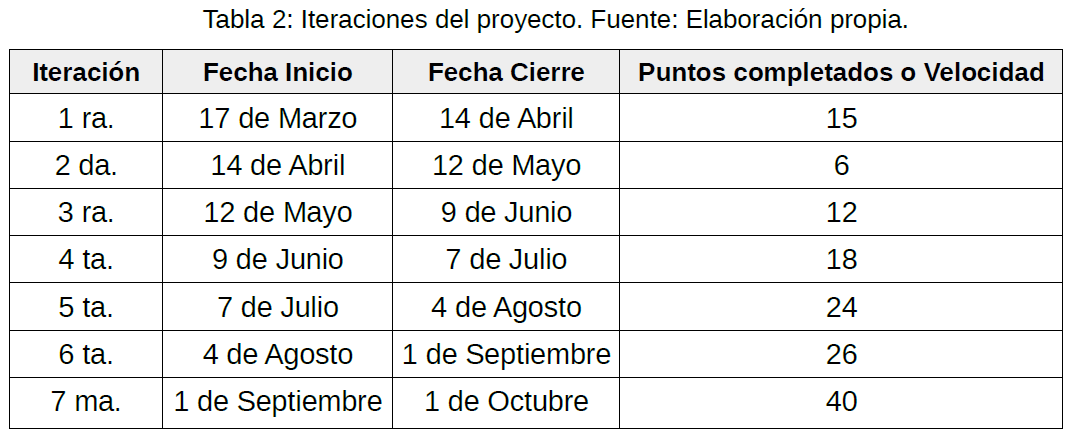 Tabla 2: Iteraciones del proyecto. Fuente: Elaboración propia.
Iteración Fecha Inicio Fecha Cierre Puntos completados o Velocidad
1 ra. 17 de Marzo 14 de Abril 15
2 da. 14 de Abril 12 de Mayo 6
3 ra. 12 de Mayo 9 de Junio 12
4 ta. 9 de Junio 7 de Julio 18
5 ta. 7 de Julio 4 de Agosto 24
6 ta. 4 de Agosto 1 de Septiembre 26
7 ma. 1 de Septiembre 1 de Octubre 40